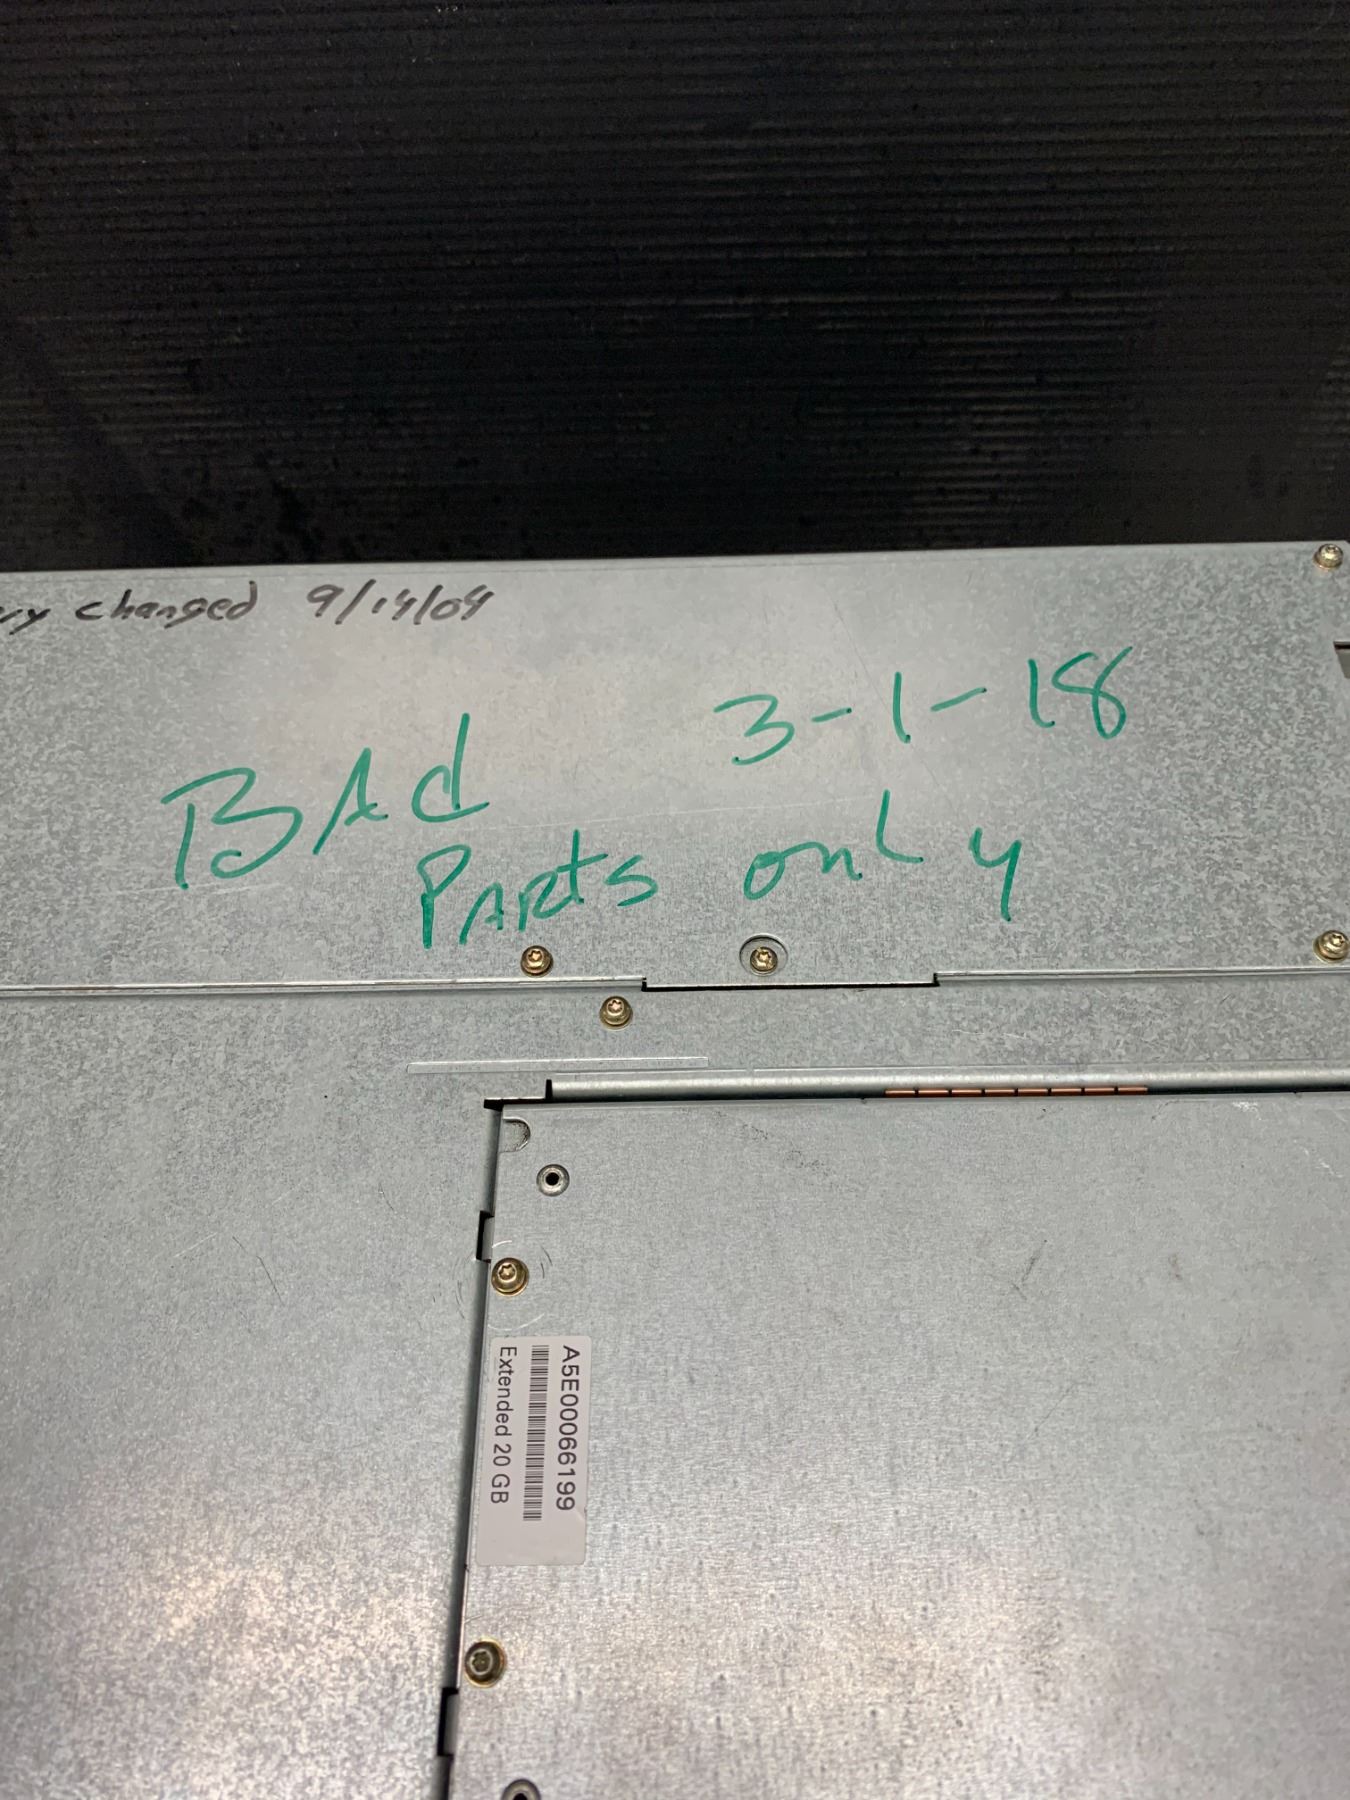 changed 9/14/04
BAd 3-1-18
PARts only
A5E00066199
Extended 20 GB